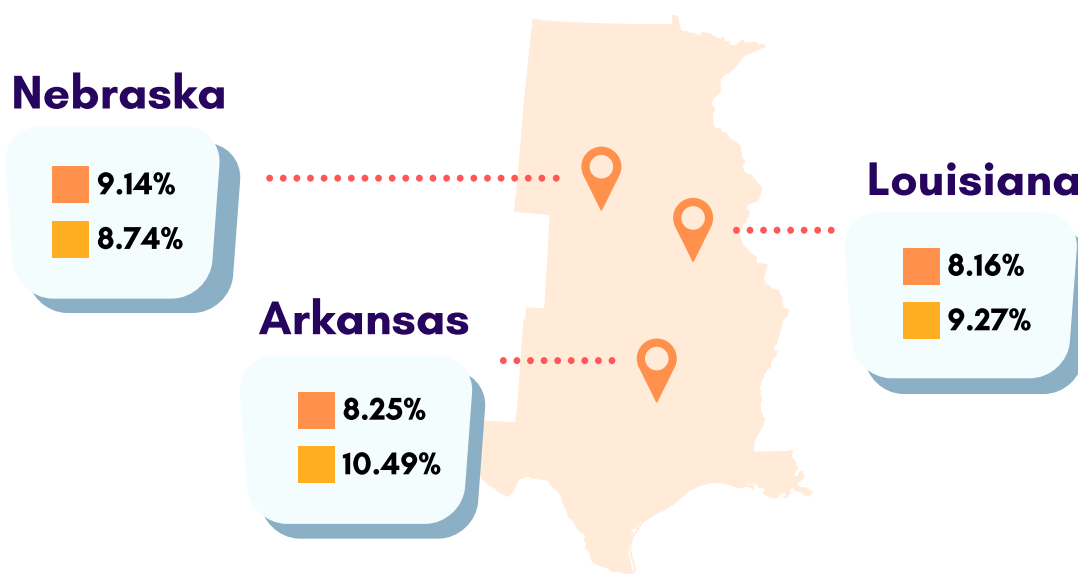 Nebraska
9.14%
8.74%
Louisiana
8.16%
9.27%
Arkansas
8.25%
10.49%